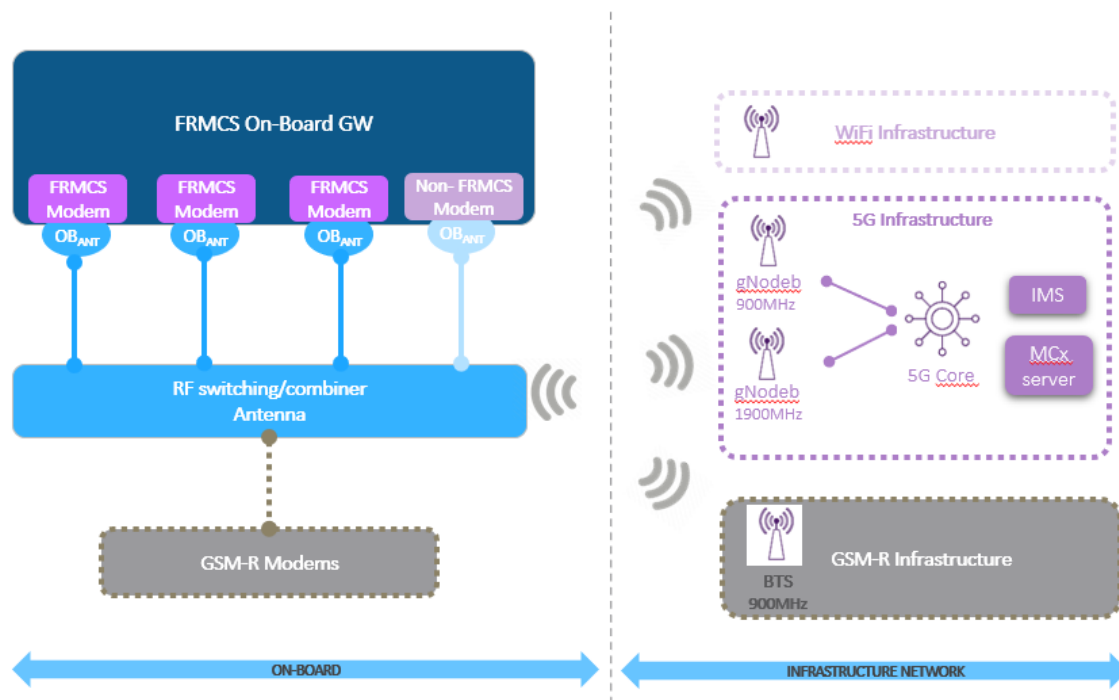 FRMCS On-Board GW
FRMCS
Modem
FRMCS
Modem
FRMCS
Modem
Non- FRMCS
Modem
OBANT
OBANT
OBANT
OBANT
RF switching/combiner
Antenna
GSM-R Modems
ON-BOARD
WiFi Infrastructure
5G Infrastructure
gNodeb
900MHz
gNodeb
1900MHz
5G Core
IMS
MCx
server
GSM-R Infrastructure
BTS
900MHz
INFRASTRUCTURE NETWORK